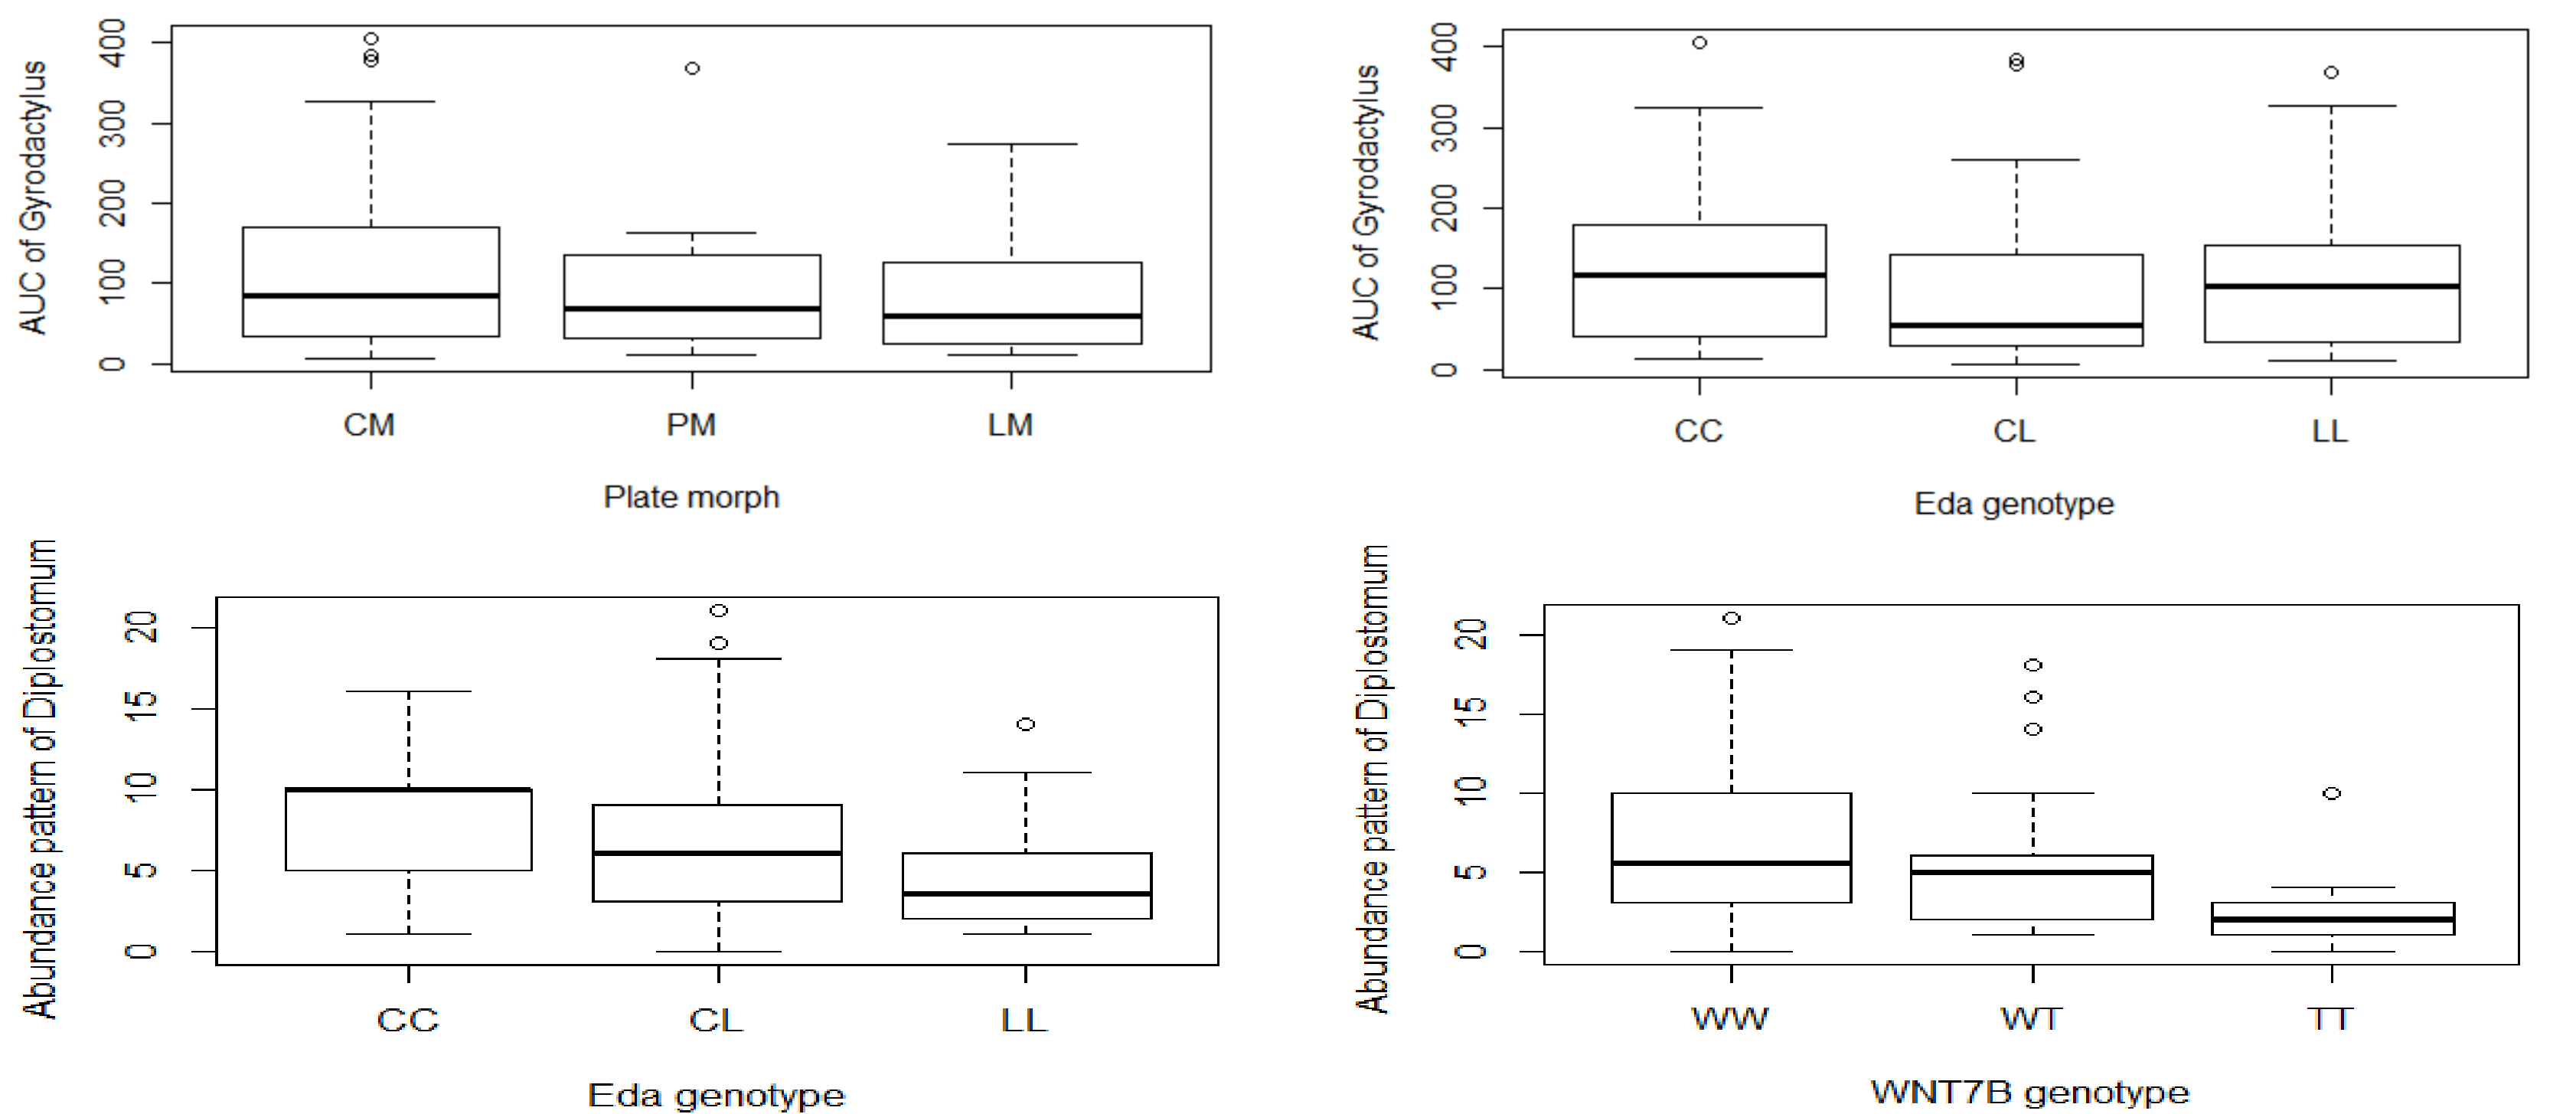 AUC of Gyrodactylus
400
300
200
100
0
CM PM LM
Plate morph
AUC of Gyrodactylus
400
300
200
100
0
CC CL LL
Eda genotype
Abundance pattern of Diplostomum
20
15
10
5
0
CC CL LL
Eda genotype
Abundance pattern of Diplostomum
20
15
10
5
0
WW WT TT
WNT7B genotype